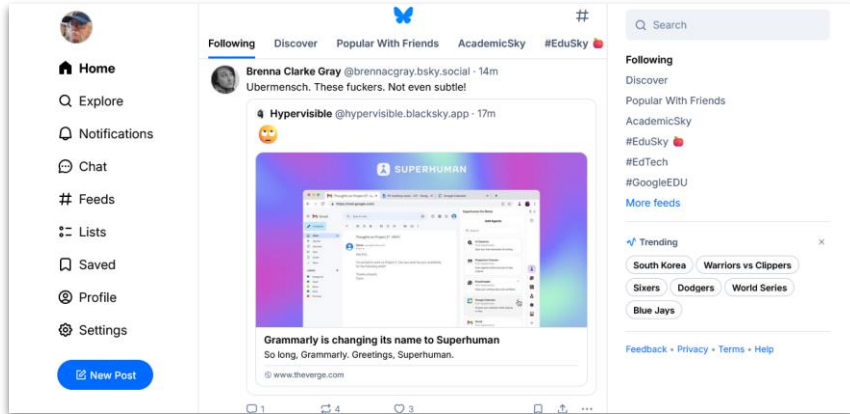 Home
Explore
Notifications
Chat
# Feeds
Lists
Saved
Profile
Settings
New Post
#
Following Discover Popular With Friends AcademicSky #EduSky 🍎
Brenna Clarke Gray @brennacgray.bsky.social · 14m
Ubermensch. These fuckers. Not even subtle!
Hypervisible @hypervisible.blacksky.app · 17m
🙄
SUPERHUMAN
Grammarly is changing its name to Superhuman
So long, Grammarly. Greetings, Superhuman.
www.theverge.com
1 4 3
Search
Following
Discover
Popular With Friends
AcademicSky
#EduSky 🍎
#EdTech
#GoogleEDU
More feeds
Trending ×
South Korea Warriors vs Clippers
Sixers Dodgers World Series
Blue Jays
Feedback • Privacy • Terms • Help